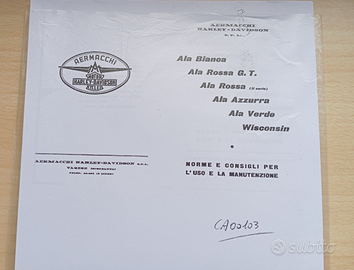 AERMACCHI
HARLEY-DAVIDSON
S. p. A.
AERMACCHI
HARLEY-DAVIDSON
Ala Bianca
Ala Rossa G. T.
Ala Rossa
Ala Azzurra
Ala Verde
Wisconsin
AERMACCHI HARLEY-DAVIDSON S.p.A.
NORME E CONSIGLI PER
L'USO E LA MANUTENZIONE
CA00103
subito